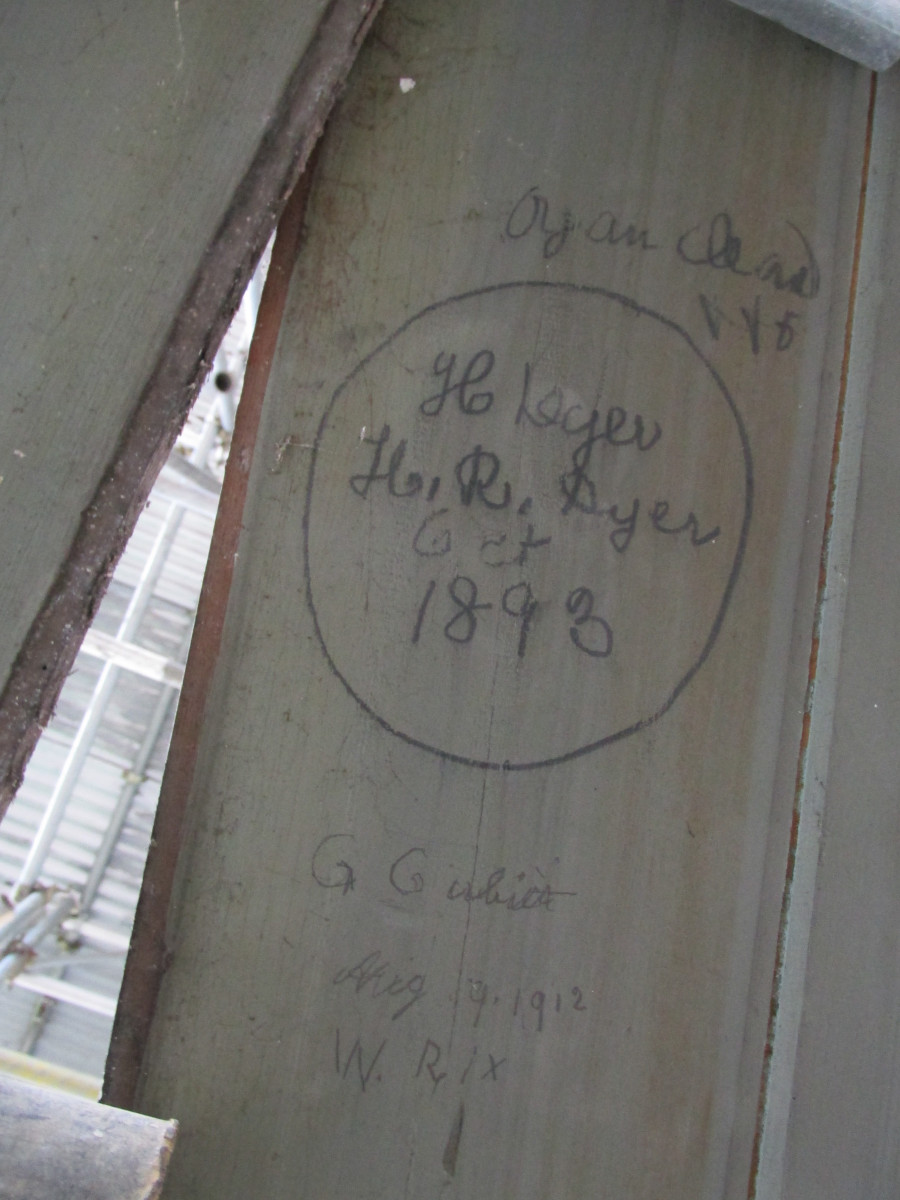 H Dyer
H. R. Dyer
Oct
1893
G Cubitt
Aug 9. 1912
W. Rix